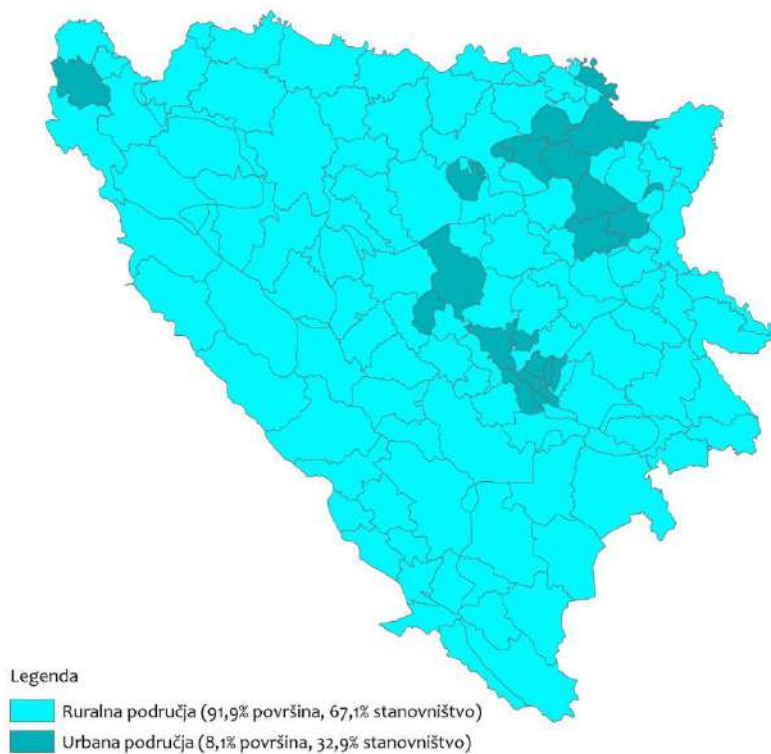 Legenda
Ruralna područja (91,9% površina, 67,1% stanovništvo)
Urbana područja (8,1% površina, 32,9% stanovništvo)